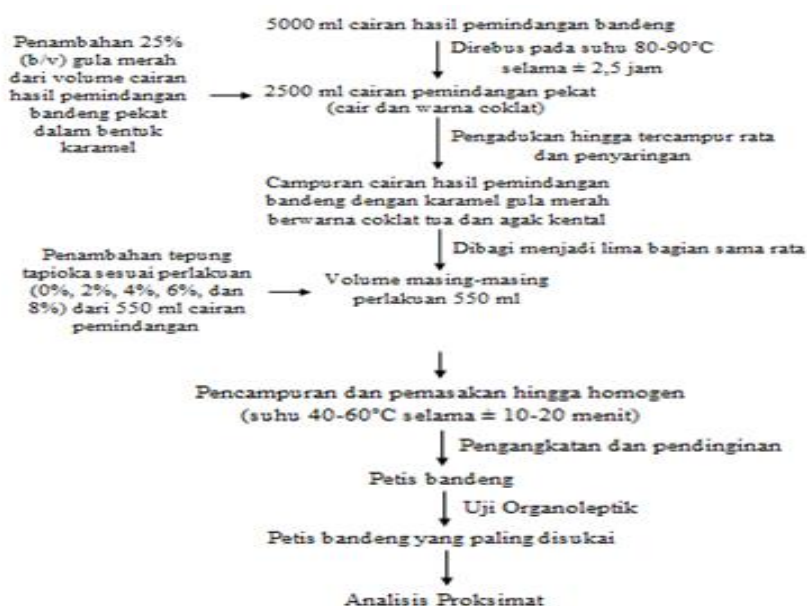 5000 ml cairan hasil pemindangan bandeng
Direbus pada suhu 80-90°C
selama ± 2,5 jam
Penambahan 25%
(b/v) gula merah
dari volume cairan
hasil pemindangan
bandeng pekat
dalam bentuk
karamel
2500 ml cairan pemindangan pekat
(cair dan warna coklat)
Pengadukan hingga tercampur rata
dan penyaringan
Campuran cairan hasil pemindangan
bandeng dengan karamel gula merah
berwarna coklat tua dan agak kental
Dibagi menjadi lima bagian sama rata
Penambahan tepung
tapioka sesuai perlakuan
(0%, 2%, 4%, 6%, dan
8%) dari 550 ml cairan
pemindangan
Volume masing-masing
perlakuan 550 ml
Pencampuran dan pemasakan hingga homogen
(suhu 40-60°C selama ± 10-20 menit)
Pengangkatan dan pendinginan
Petis bandeng
Uji Organoleptik
Petis bandeng yang paling disukai
Analisis Proksimat